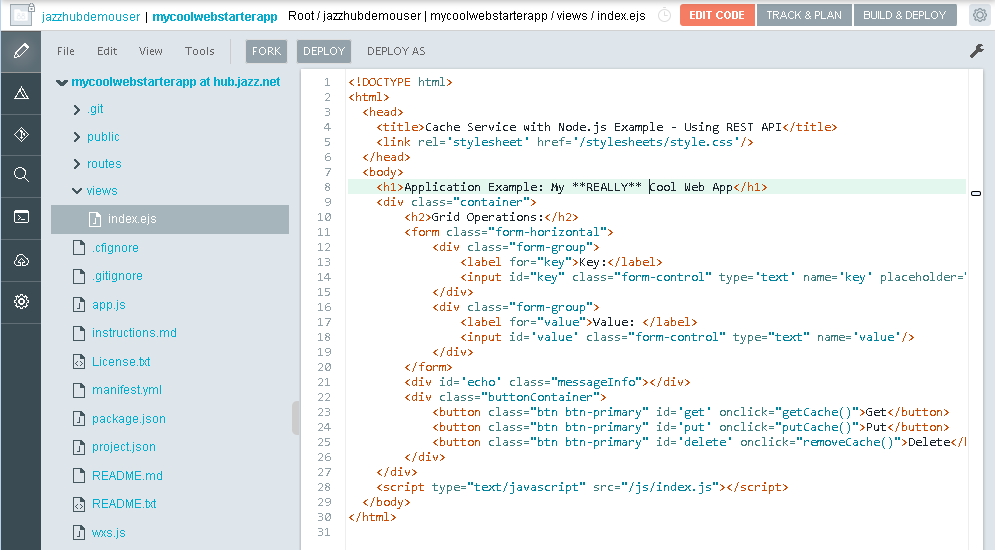 jazzhubdemouser | mycoolwebstarterapp Root / jazzhubdemouser | mycoolwebstarterapp / views / index.ejs EDIT CODE TRACK & PLAN BUILD & DEPLOY
File Edit View Tools FORK DEPLOY DEPLOY AS
mycoolwebstarterapp at hub.jazz.net
.git
public
routes
views
index.ejs
.cfignore
.gitignore
app.js
instructions.md
License.txt
manifest.yml
package.json
project.json
README.md
README.txt
wxs.js
1 <!DOCTYPE html>
2 <html>
3 <head>
4 <title>Cache Service with Node.js Example - Using REST API</title>
5 <link rel='stylesheet' href='/stylesheets/style.css'/>
6 </head>
7 <body>
8 <h1>Application Example: My **REALLY** Cool Web App</h1>
9 <div class="container">
10 <h2>Grid Operations:</h2>
11 <form class="form-horizontal">
12 <div class="form-group">
13 <label for="key">Key:</label>
14 <input id="key" class="form-control" type='text' name='key' placeholder='
15 </div>
16 <div class="form-group">
17 <label for="value">Value: </label>
18 <input id='value' class="form-control" type="text" name='value'/>
19 </div>
20 </form>
21 <div id='echo' class="messageInfo"></div>
22 <div class="buttonContainer">
23 <button class="btn btn-primary" id='get' onclick="getCache()">Get</button>
24 <button class="btn btn-primary" id='put' onclick="putCache()">Put</button>
25 <button class="btn btn-primary" id='delete' onclick="removeCache()">Delete</b
26 </div>
27 </div>
28 <script type="text/javascript" src="/js/index.js"></script>
29 </body>
30 </html>
31